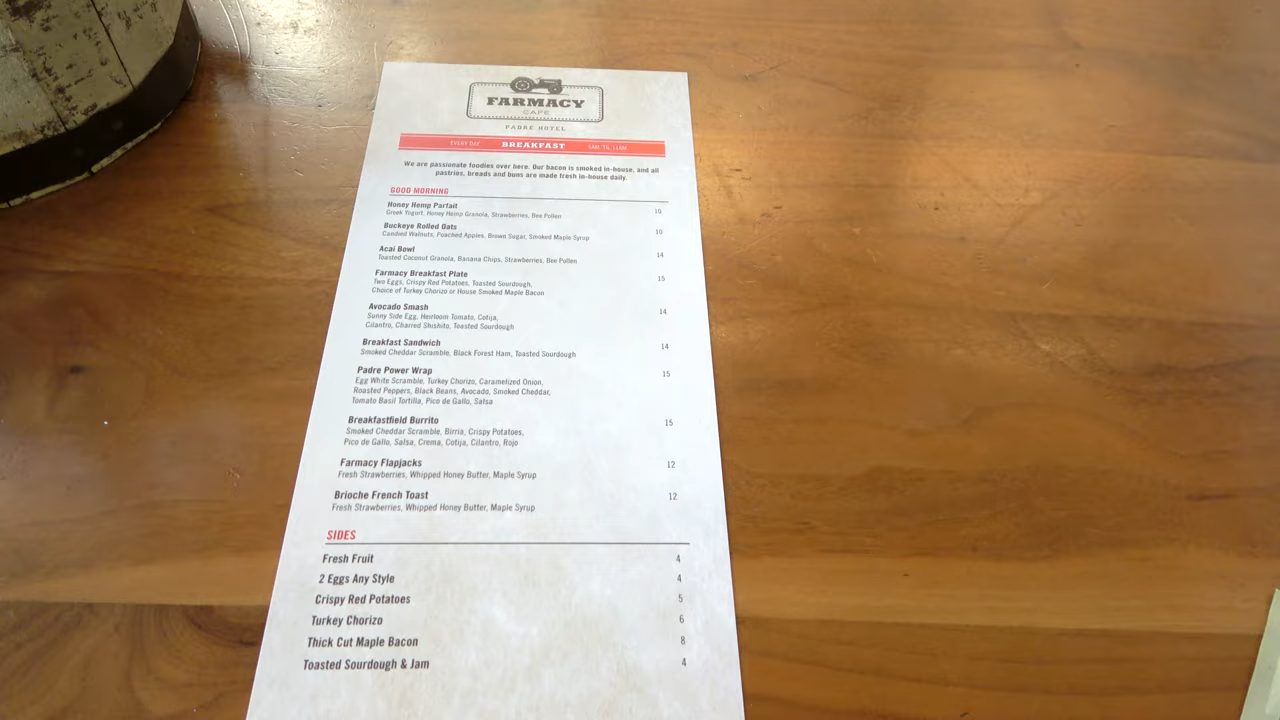 FARMACY
CAFE
PADRE HOTEL
EVERY DAY BREAKFAST 5AM 'TIL 11AM
We are passionate foodies over here. Our bacon is smoked in-house, and all
pastries, breads and buns are made fresh in-house daily.
GOOD MORNING
Honey Hemp Parfait 10
Greek Yogurt, Honey Hemp Granola, Strawberries, Bee Pollen
Buckeye Rolled Oats 10
Candied Walnuts, Poached Apples, Brown Sugar, Smoked Maple Syrup
Acai Bowl 14
Toasted Coconut Granola, Banana Chips, Strawberries, Bee Pollen
Farmacy Breakfast Plate 15
Two Eggs, Crispy Red Potatoes, Toasted Sourdough,
Choice of Turkey Chorizo or House Smoked Maple Bacon
Avocado Smash 14
Sunny Side Egg, Heirloom Tomato, Cotija,
Cilantro, Charred Shishito, Toasted Sourdough
Breakfast Sandwich 14
Smoked Cheddar Scramble, Black Forest Ham, Toasted Sourdough
Padre Power Wrap 15
Egg White Scramble, Turkey Chorizo, Caramelized Onion,
Roasted Peppers, Black Beans, Avocado, Smoked Cheddar,
Tomato Basil Tortilla, Pico de Gallo, Salsa
Breakfastfield Burrito 15
Smoked Cheddar Scramble, Birria, Crispy Potatoes,
Pico de Gallo, Salsa, Crema, Cotija, Cilantro, Rojo
Farmacy Flapjacks 12
Fresh Strawberries, Whipped Honey Butter, Maple Syrup
Brioche French Toast 12
Fresh Strawberries, Whipped Honey Butter, Maple Syrup
SIDES
Fresh Fruit 4
2 Eggs Any Style 4
Crispy Red Potatoes 5
Turkey Chorizo 6
Thick Cut Maple Bacon 8
Toasted Sourdough & Jam 4